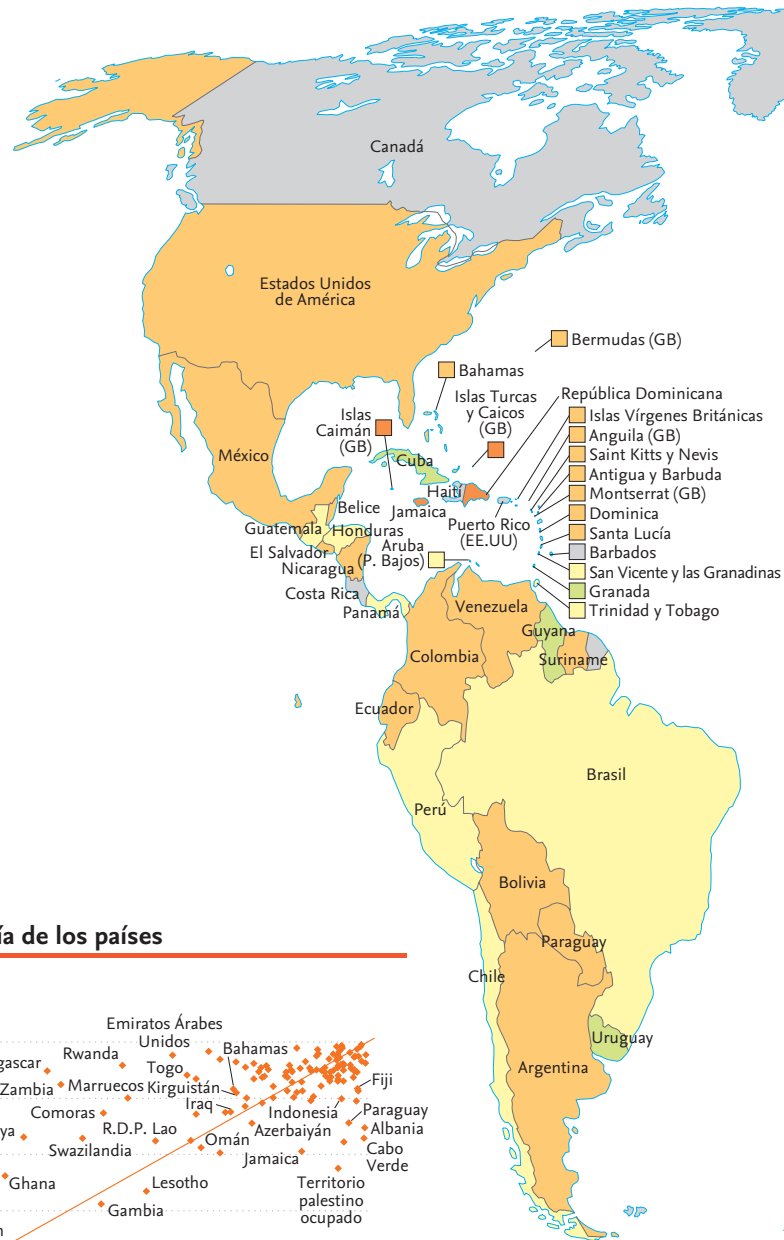 Canadá
Estados Unidos
de América
Bermudas (GB)
Bahamas
Islas Turcas
y Caicos
(GB)
República Dominicana
Islas
Caimán
(GB)
Islas Vírgenes Británicas
Anguila (GB)
Saint Kitts y Nevis
Antigua y Barbuda
Montserrat (GB)
Dominica
Santa Lucía
Barbados
San Vicente y las Granadinas
Granada
Trinidad y Tobago
México
Cuba
Haití
Jamaica
Puerto Rico
(EE.UU)
Belice
Guatemala
Honduras
El Salvador
Nicaragua
Aruba
(P. Bajos)
Costa Rica
Panamá
Venezuela
Guyana
Colombia
Suriname
Ecuador
Brasil
Perú
Bolivia
Paraguay
Chile
Uruguay
Argentina
ía de los países
Emiratos Árabes
Unidos
Bahamas
gascar
Rwanda
Togo
Zambia
Marruecos
Kirguistán
Fiji
Iraq
Comoras
Indonesia
Paraguay
ya
R.D.P. Lao
Azerbaiyán
Albania
Swazilandia
Omán
Cabo
Verde
Jamaica
Ghana
Lesotho
Territorio
palestino
ocupado
Gambia
n